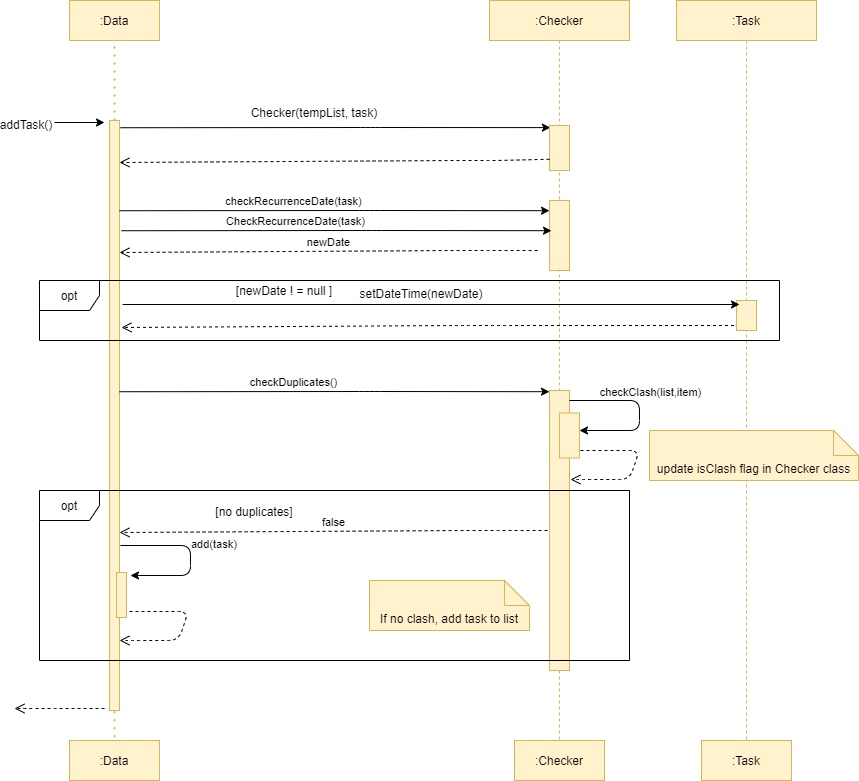 :Data
:Checker
:Task
addTask()
Checker(tempList, task)
checkRecurrenceDate(task)
CheckRecurrenceDate(task)
newDate
opt
[newDate ! = null ]
setDateTime(newDate)
checkDuplicates()
checkClash(list,item)
update isClash flag in Checker class
opt
[no duplicates]
false
add(task)
If no clash, add task to list
:Data
:Checker
:Task